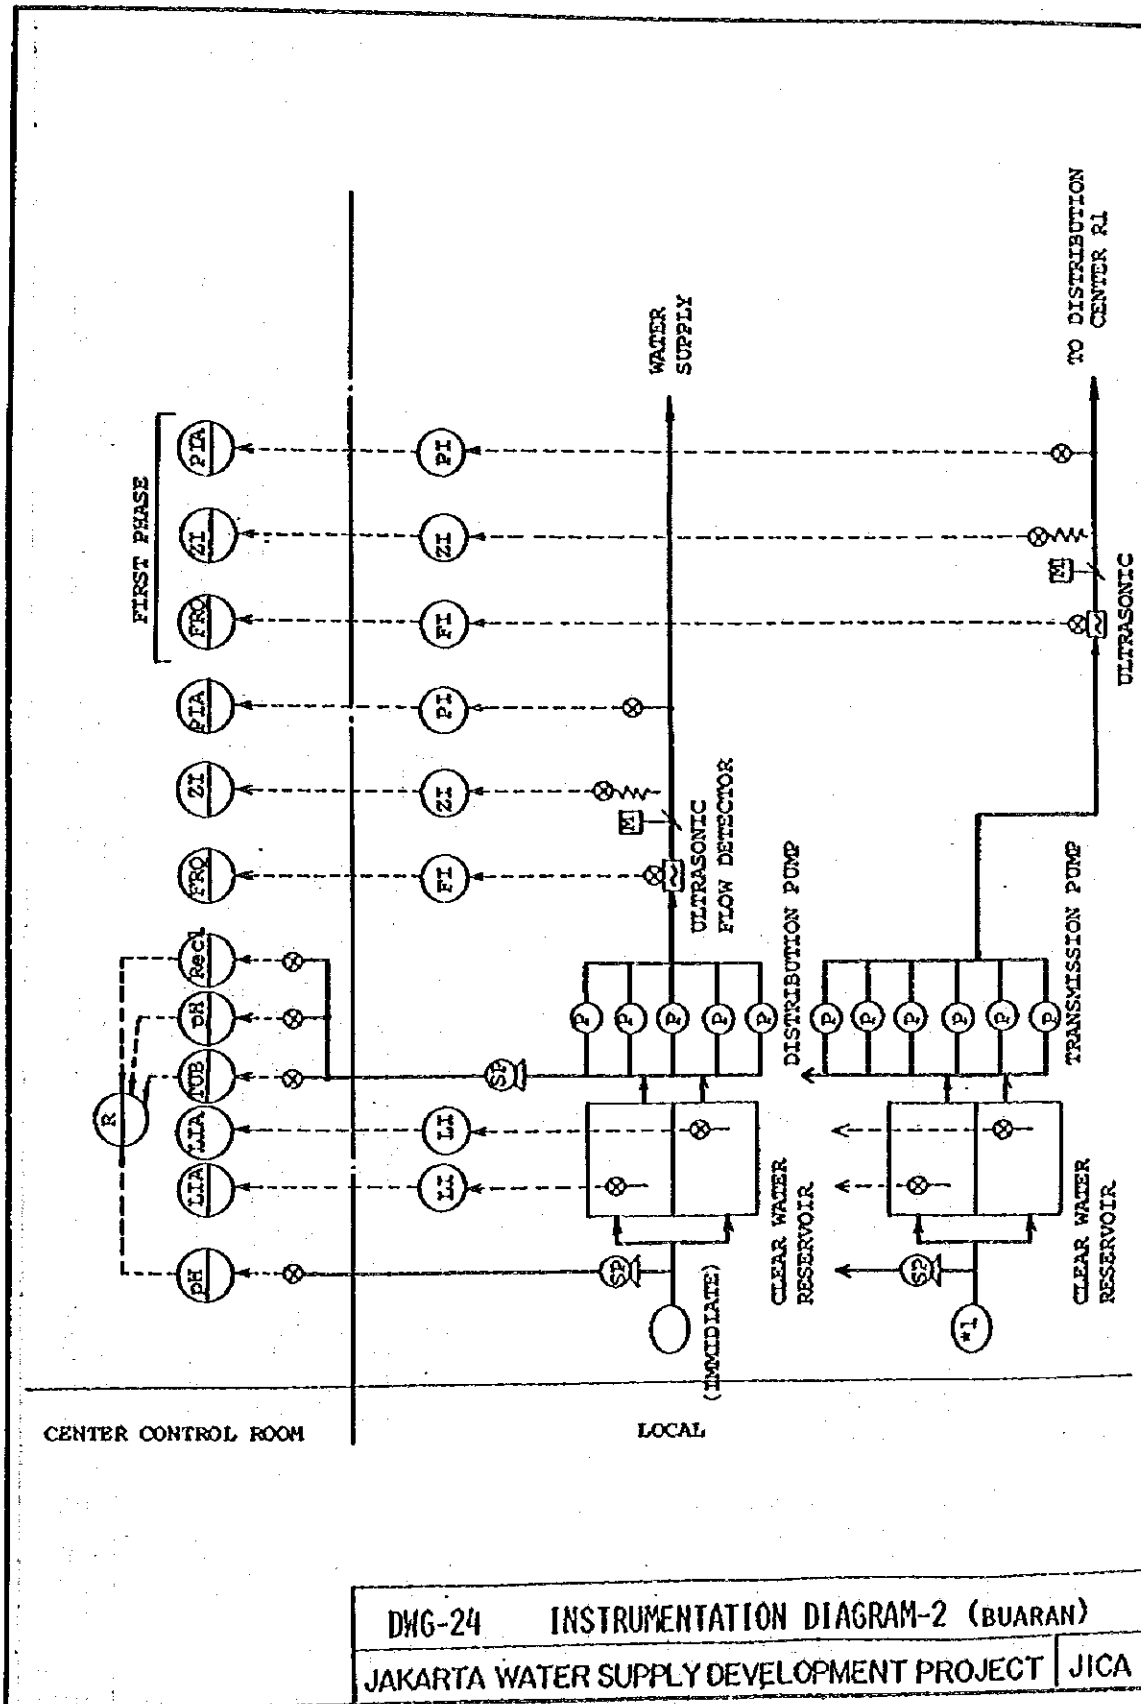 FIRST PHASE
R
pH
LIA
LIA
TUB
pH
Recl
FRQ
ZI
PIA
FRQ
ZI
PIA
CENTER CONTROL ROOM
LI
LI
FI
ZI
PI
FI
ZI
PI
LOCAL
(IMMIDIATE)
SP
SP
P
P
P
P
P
M
WATER
SUPPLY
ULTRASONIC
FLOW DETECTOR
CLEAR WATER
RESERVOIR
DISTRIBUTION PUMP
*1
SP
P
P
P
P
P
P
M
TO DISTRIBUTION
CENTER R1
ULTRASONIC
CLEAR WATER
RESERVOIR
TRANSMISSION PUMP
DWG-24 INSTRUMENTATION DIAGRAM-2 (BUARAN)
JAKARTA WATER SUPPLY DEVELOPMENT PROJECT JICA